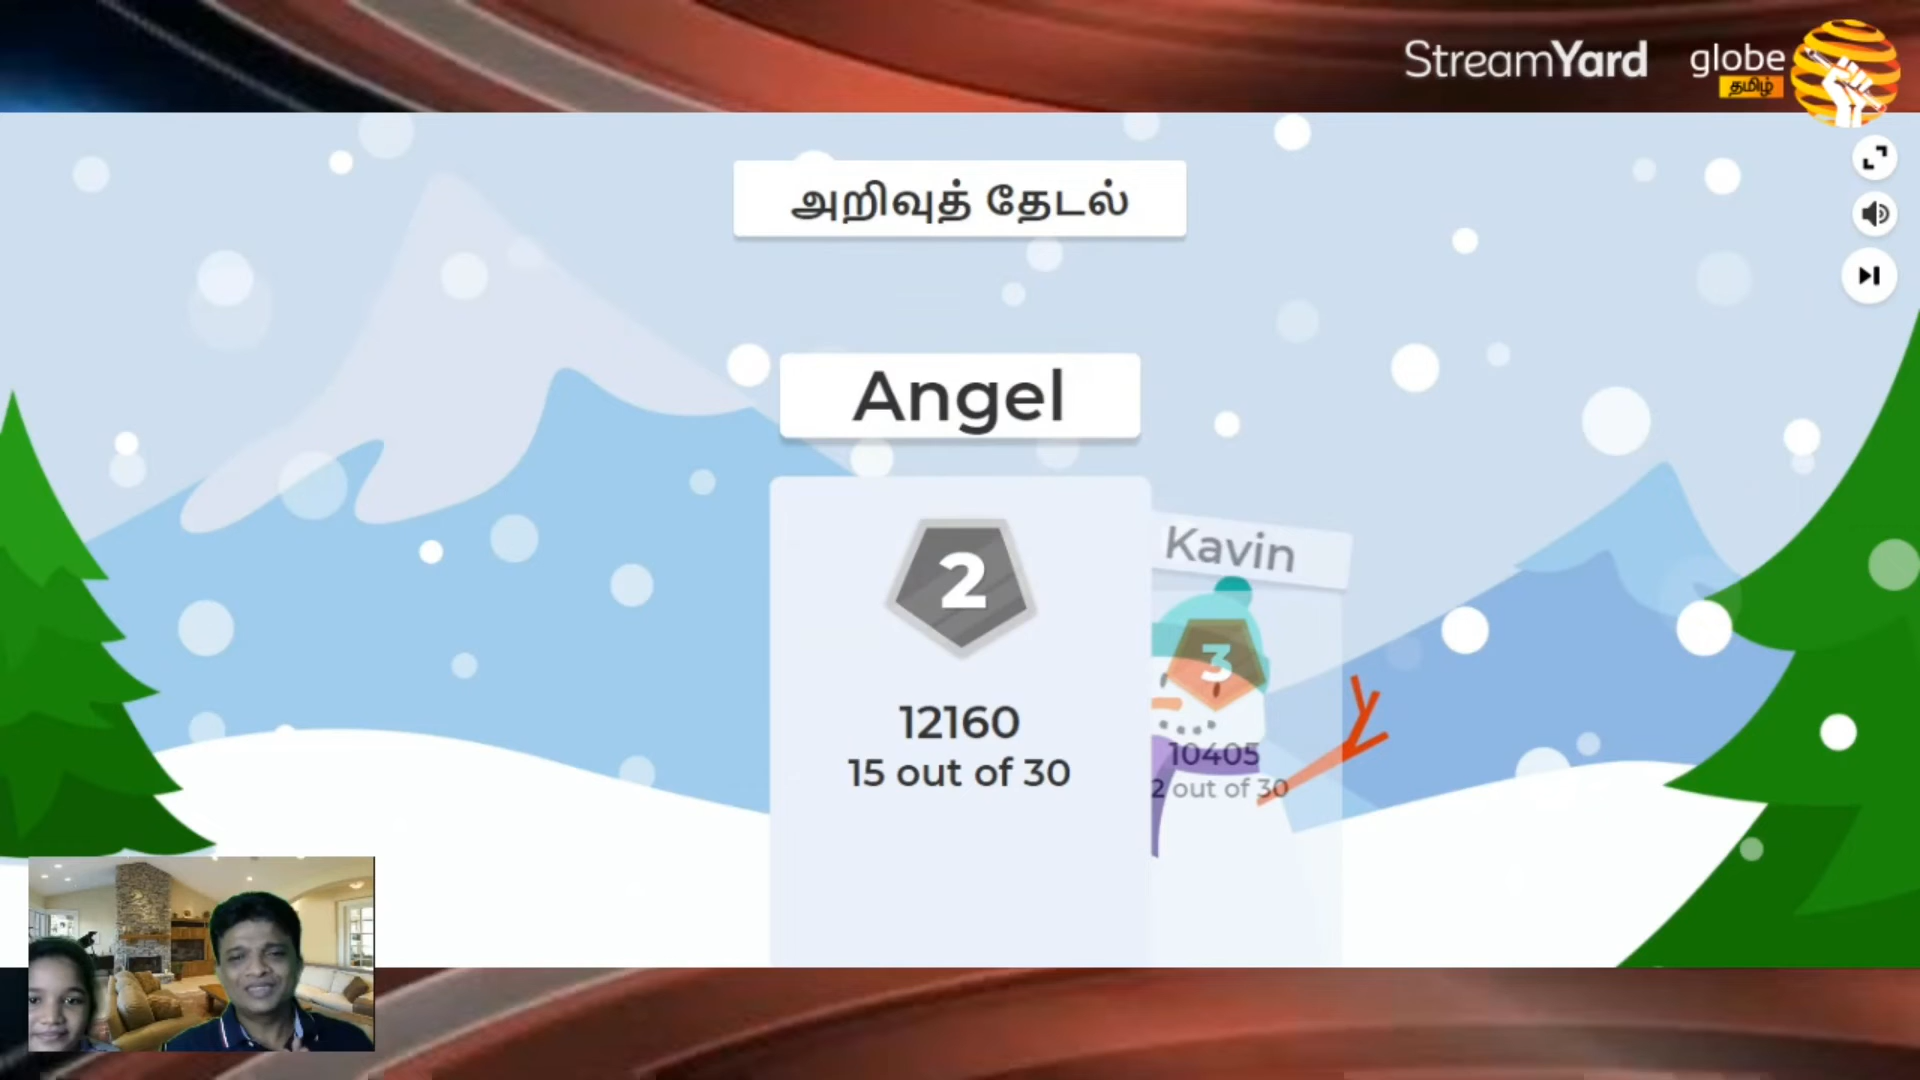 StreamYard
globe
தமிழ்
அறிவுத் தேடல்
Angel
2
12160
15 out of 30
Kavin
3
10405
2 out of 30